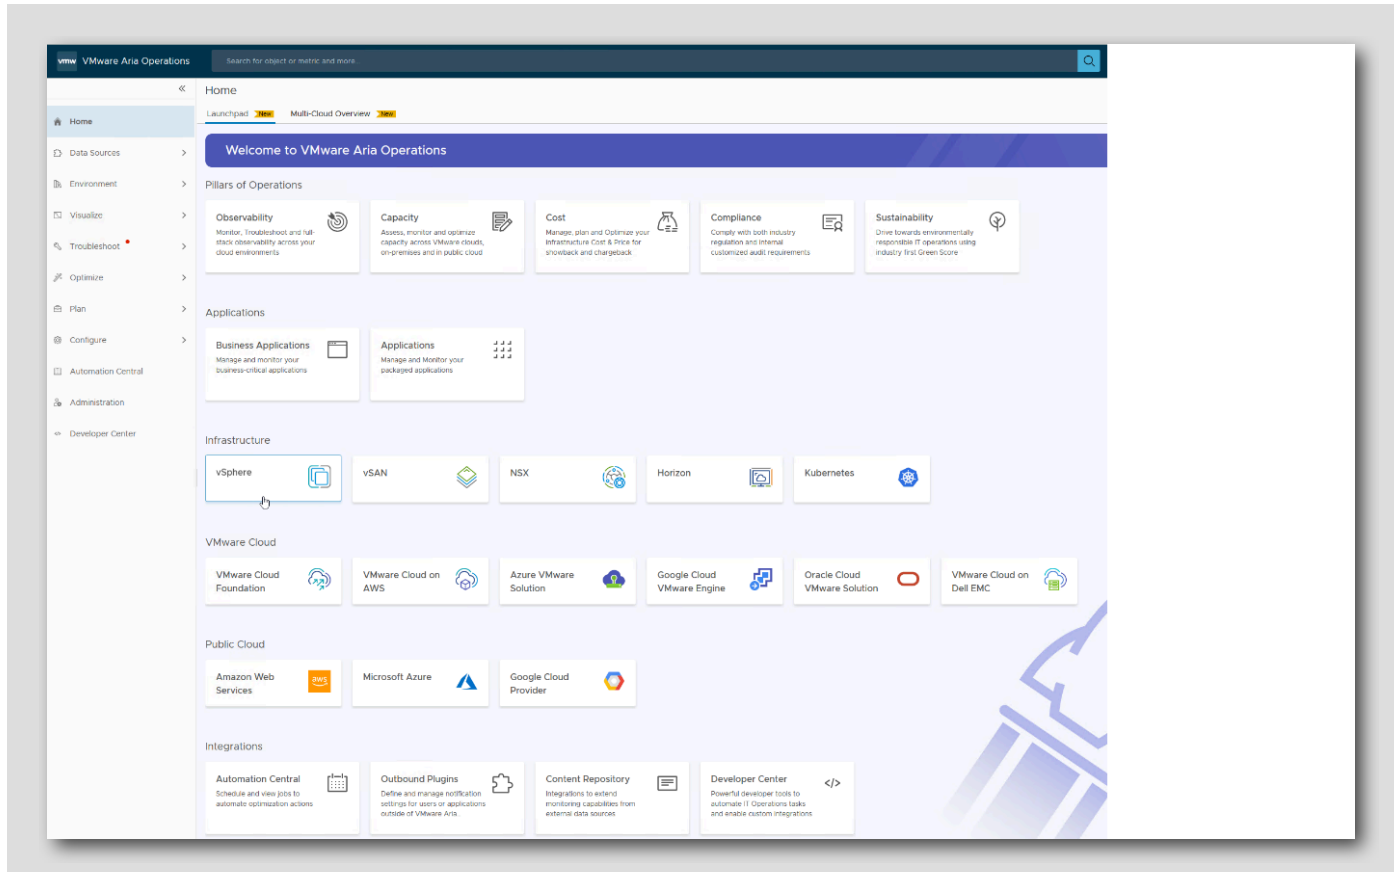 vmw VMware Aria Operations
Search for object or metric and more...
Home
Launchpad New Multi-Cloud Overview New
Home
Data Sources
Environment
Visualize
Troubleshoot
Optimize
Plan
Configure
Automation Central
Administration
Developer Center
Welcome to VMware Aria Operations
Pillars of Operations
Observability
Monitor, Troubleshoot and full-
stack observability across your
cloud environments
Capacity
Assess, monitor and optimize
capacity across VMware clouds,
on-premises and in public cloud
Cost
Manage, plan and Optimize your
Infrastructure Cost & Price for
showback and chargeback
Compliance
Comply with both industry
regulation and internal
customized audit requirements
Sustainability
Drive towards environmentally
responsible IT operations using
industry first Green Score
Applications
Business Applications
Manage and monitor your
business-critical applications
Applications
Manage and Monitor your
packaged applications
Infrastructure
vSphere
vSAN
NSX
Horizon
Kubernetes
VMware Cloud
VMware Cloud
Foundation
VMware Cloud on
AWS
Azure VMware
Solution
Google Cloud
VMware Engine
Oracle Cloud
VMware Solution
VMware Cloud on
Dell EMC
Public Cloud
Amazon Web
Services
aws
Microsoft Azure
Google Cloud
Provider
Integrations
Automation Central
Schedule and view jobs to
automate optimization actions
Outbound Plugins
Define and manage notification
settings for users or applications
outside of VMware Aria.
Content Repository
Integrations to extend
monitoring capabilities from
external data sources
Developer Center
Powerful developer tools to
automate IT Operations tasks
and enable custom integrations